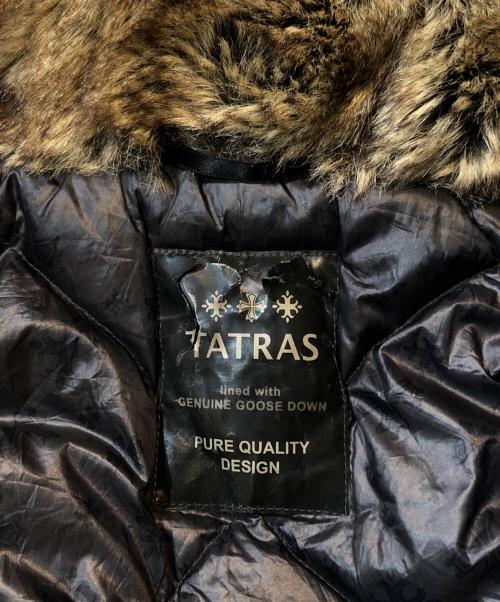 TATRAS
lined with
GENUINE GOOSE DOWN
PURE QUALITY
DESIGN